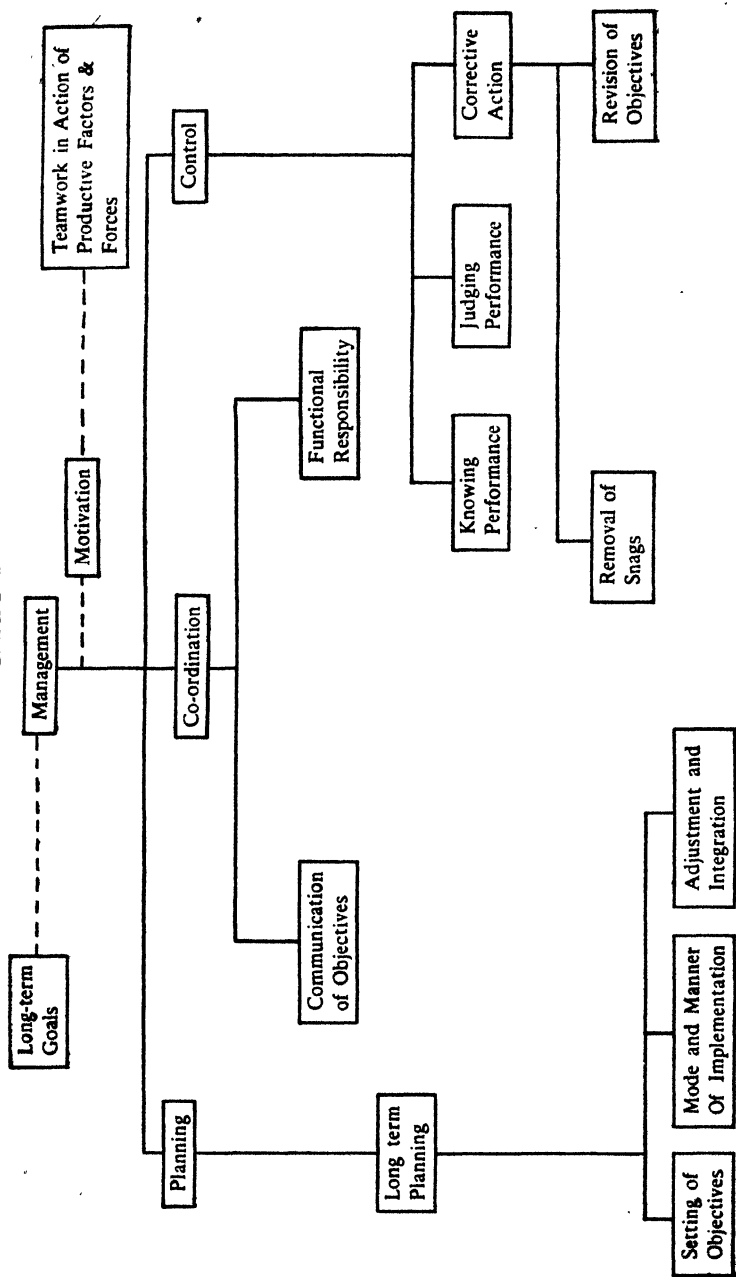 Long-term
Goals
Management
Motivation
Teamwork in Action of
Productive Factors &
Forces
Planning
Co-ordination
Control
Communication
of Objectives
Functional
Responsibility
Long term
Planning
Knowing
Performance
Judging
Performance
Corrective
Action
Setting of
Objectives
Mode and Manner
Of Implementation
Adjustment and
Integration
Removal of
Snags
Revision of
Objectives